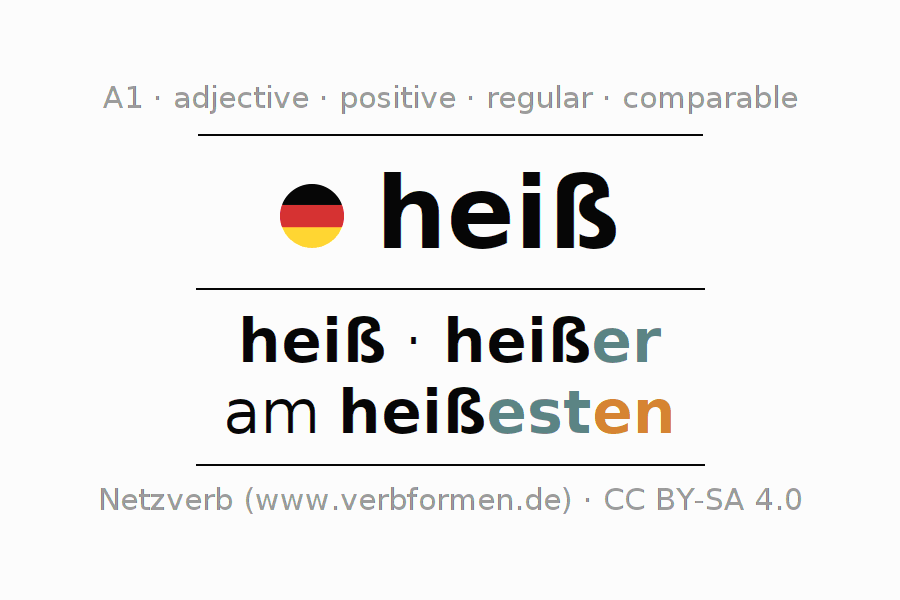 A1 · adjective · positive · regular · comparable
heiß
heiß · heißer
am heißesten
Netzverb (www.verbformen.de) · CC BY-SA 4.0